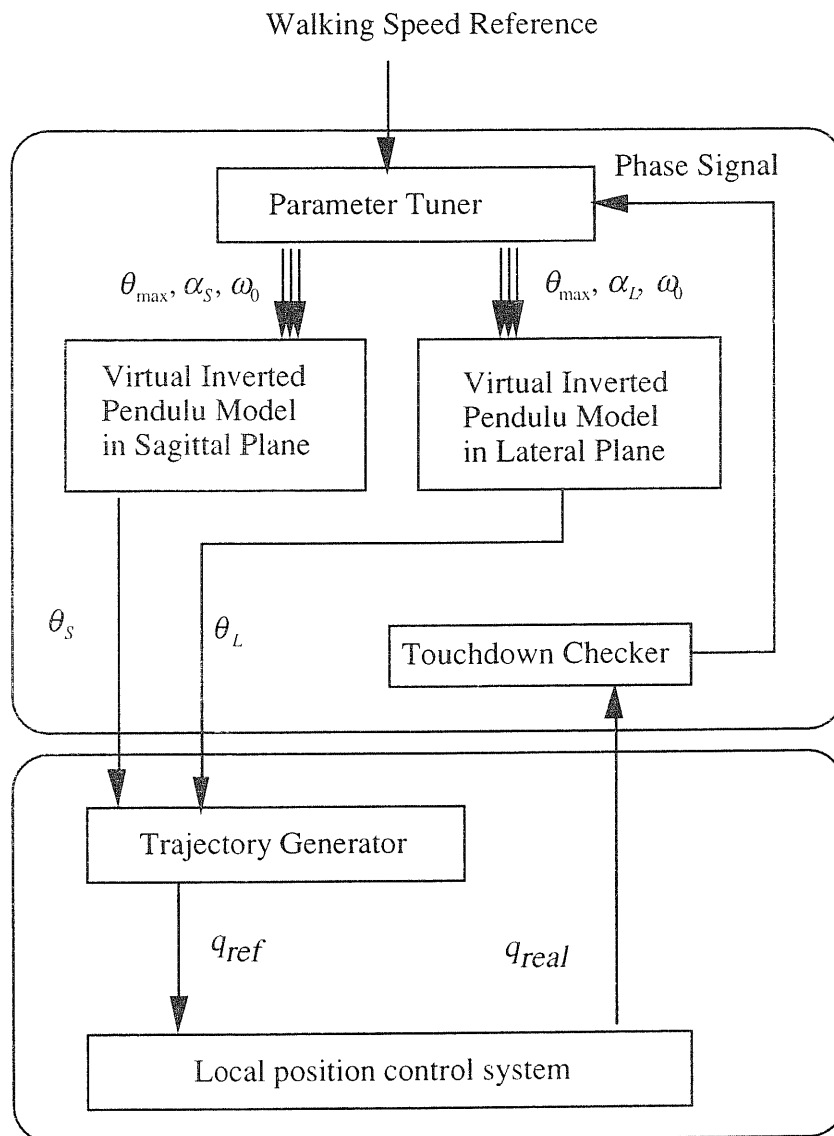 Walking Speed Reference
Phase Signal
Parameter Tuner
θmax, αS, ω0
θmax, αL, ω0
Virtual Inverted
Pendulu Model
in Sagittal Plane
Virtual Inverted
Pendulu Model
in Lateral Plane
θS
θL
Touchdown Checker
Trajectory Generator
qref
qreal
Local position control system